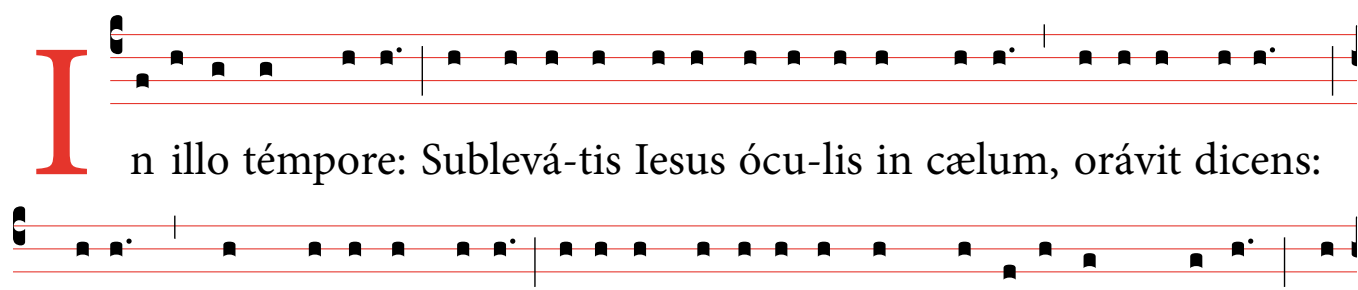 In illo témpore: Sublevá-tis Iesus ócu-lis in cælum, orávit dicens: